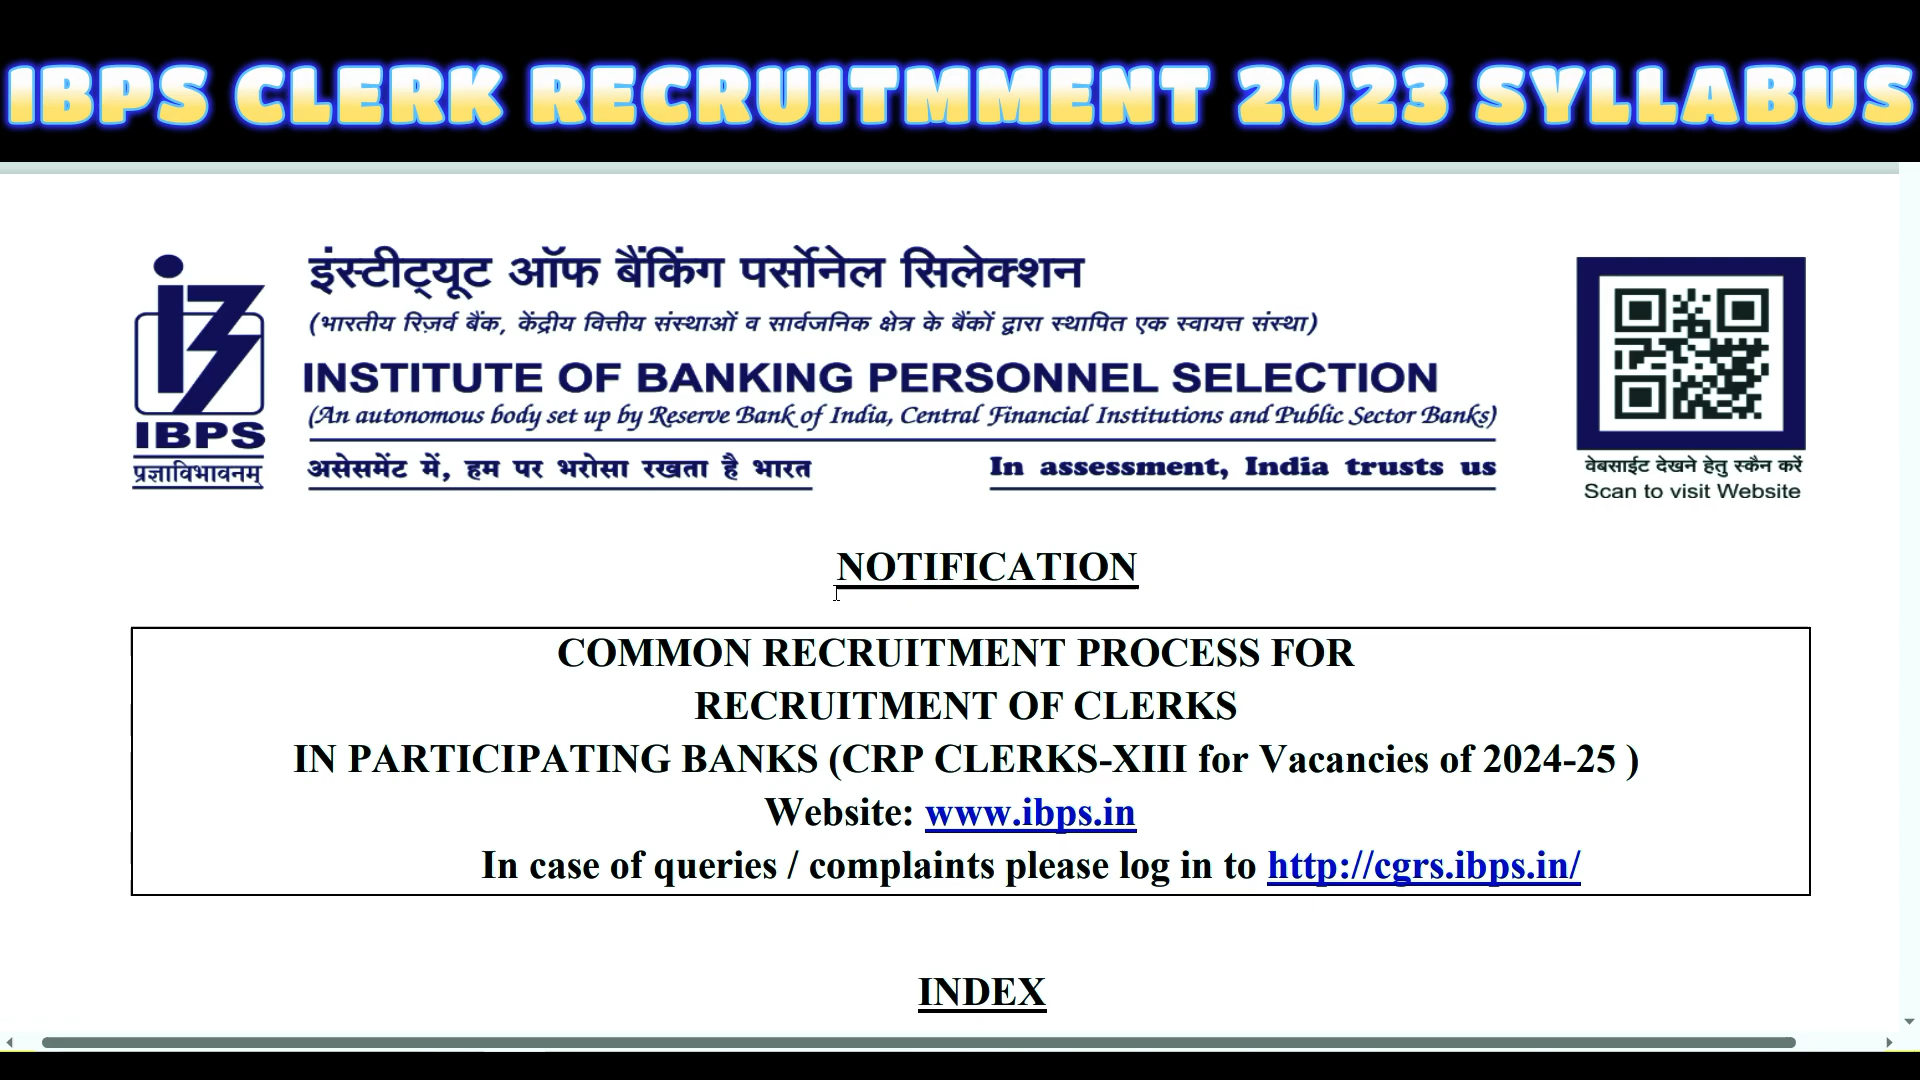 IBPS CLERK RECRUITMMENT 2023 SYLLABUS
इंस्टीट्यूट ऑफ बैंकिंग पर्सोनेल सिलेक्शन
(भारतीय रिज़र्व बैंक, केंद्रीय वित्तीय संस्थाओं व सार्वजनिक क्षेत्र के बैंकों द्वारा स्थापित एक स्वायत्त संस्था)
INSTITUTE OF BANKING PERSONNEL SELECTION
(An autonomous body set up by Reserve Bank of India, Central Financial Institutions and Public Sector Banks)
IBPS
प्रज्ञाविभावनम्
असेसमेंट में, हम पर भरोसा रखता है भारत
In assessment, India trusts us
वेबसाईट देखने हेतु स्कैन करें
Scan to visit Website
NOTIFICATION
COMMON RECRUITMENT PROCESS FOR
RECRUITMENT OF CLERKS
IN PARTICIPATING BANKS (CRP CLERKS-XIII for Vacancies of 2024-25 )
Website: www.ibps.in
In case of queries / complaints please log in to http://cgrs.ibps.in/
INDEX